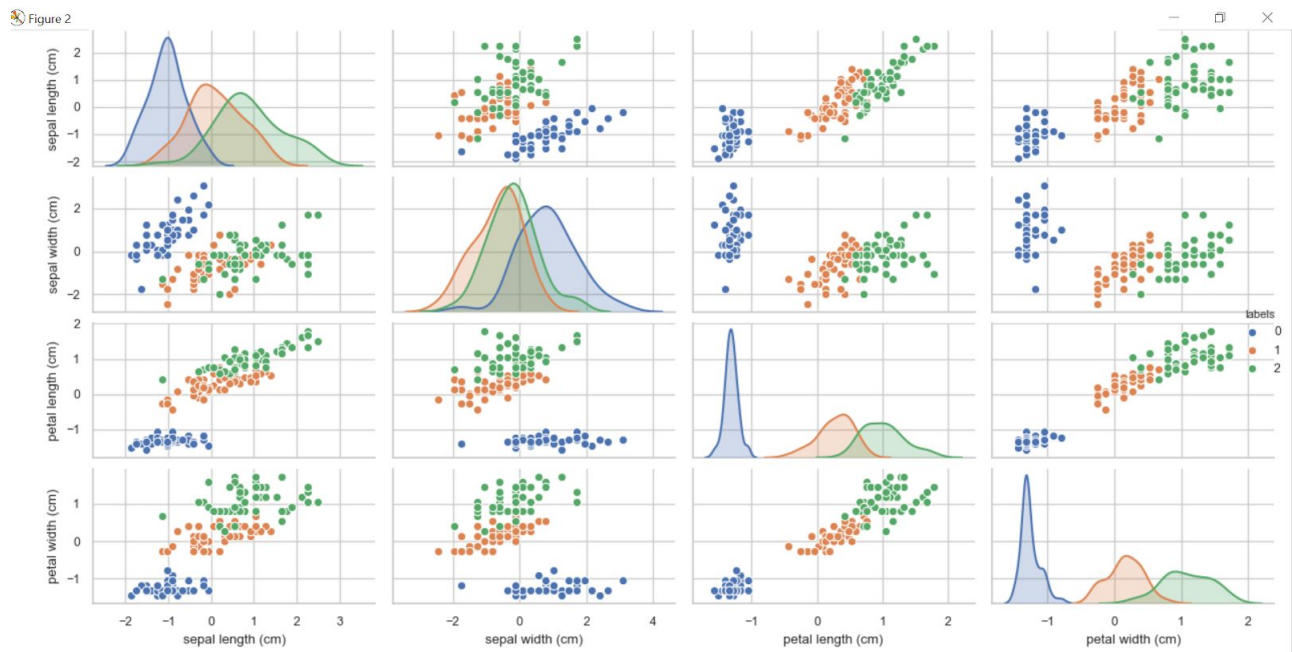 Figure 2
sepal length (cm)
2
1
0
−1
−2
sepal width (cm)
2
0
−2
petal length (cm)
2
1
0
−1
petal width (cm)
1
0
−1
−2 −1 0 1 2 3
sepal length (cm)
−2 0 2 4
sepal width (cm)
−1 0 1 2
petal length (cm)
−1 0 1 2
petal width (cm)
labels
0
1
2